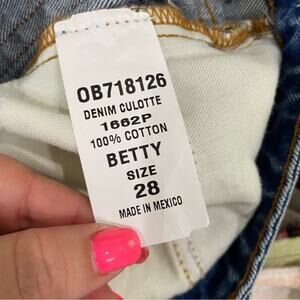 OB718126
DENIM CULOTTE
1662P
100% COTTON
BETTY
SIZE
28
MADE IN MEXICO